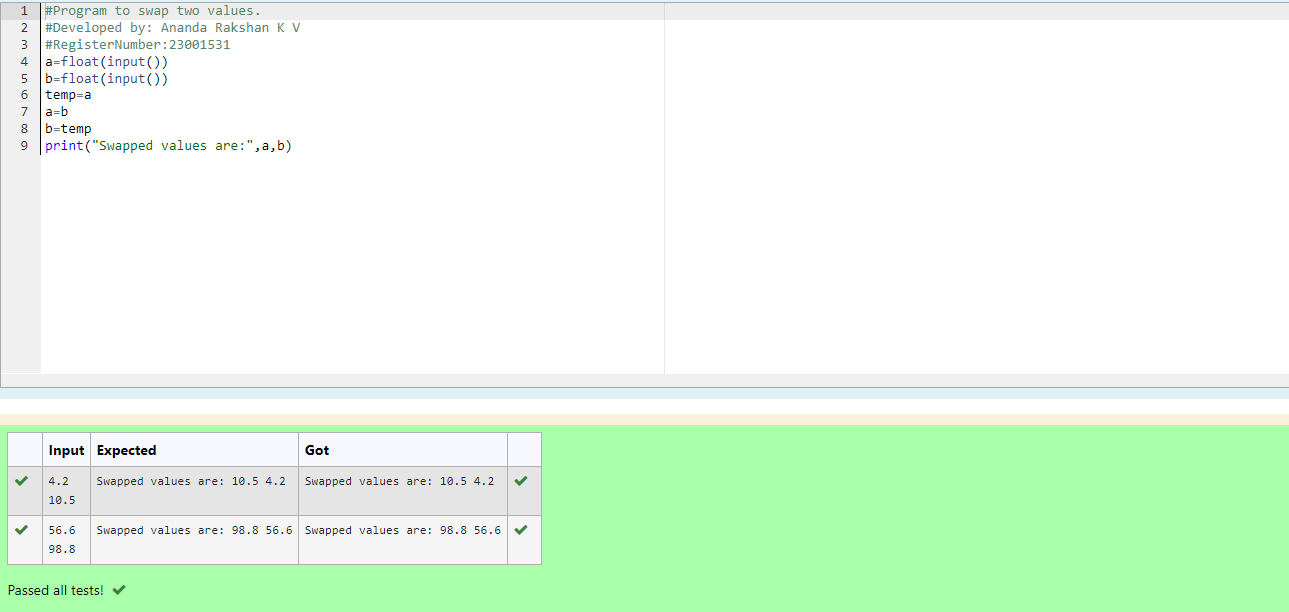 1 #Program to swap two values.
2 #Developed by: Ananda Rakshan K V
3 #RegisterNumber:23001531
4 a=float(input())
5 b=float(input())
6 temp=a
7 a=b
8 b=temp
9 print("Swapped values are:",a,b)
Input Expected Got
4.2 Swapped values are: 10.5 4.2 Swapped values are: 10.5 4.2
10.5
56.6 Swapped values are: 98.8 56.6 Swapped values are: 98.8 56.6
98.8
Passed all tests!